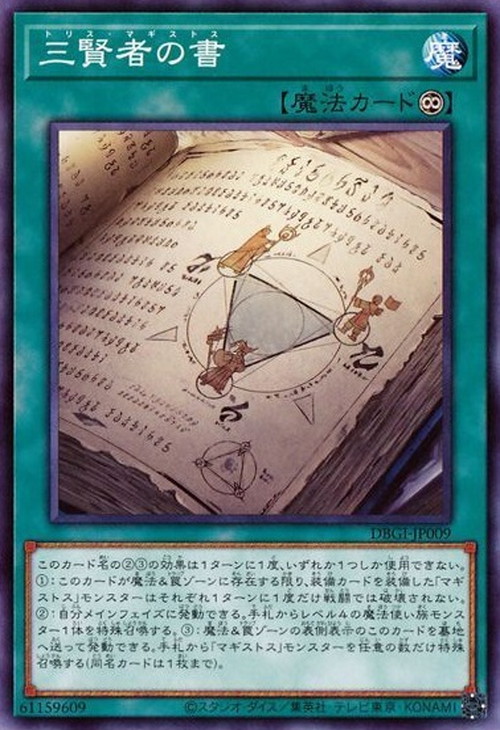 トリス・マギストス
三賢者の書
魔
【魔法カード】
DBGI-JP009
このカード名の②③の効果は1ターンに1度、いずれか1つしか使用できない。
①：このカードが魔法&罠ゾーンに存在する限り、装備カードを装備した「マギ
ストス」モンスターはそれぞれ1ターンに1度だけ戦闘では破壊されない。
②：自分メインフェイズに発動できる。手札からレベル4の魔法使い族モン
スター1体を特殊召喚する。③：魔法&罠ゾーンの表側表示のこのカードを墓地
へ送って発動できる。手札から「マギストス」モンスターを任意の数だけ特殊
召喚する(同名カードは1枚まで)。
61159609
©スタジオ・ダイス／集英社・テレビ東京・KONAMI